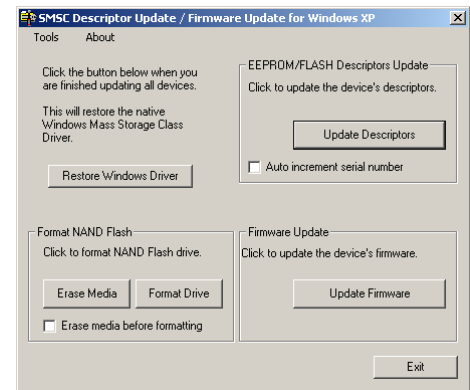 SMSC Descriptor Update / Firmware Update for Windows XP
Tools About
Click the button below when you
are finished updating all devices.
This will restore the native
Windows Mass Storage Class
Driver.
Restore Windows Driver
EEPROM/FLASH Descriptors Update
Click to update the device's descriptors.
Update Descriptors
Auto increment serial number
Format NAND Flash
Click to format NAND Flash drive.
Erase Media Format Drive
Erase media before formatting
Firmware Update
Click to update the device's firmware.
Update Firmware
Exit